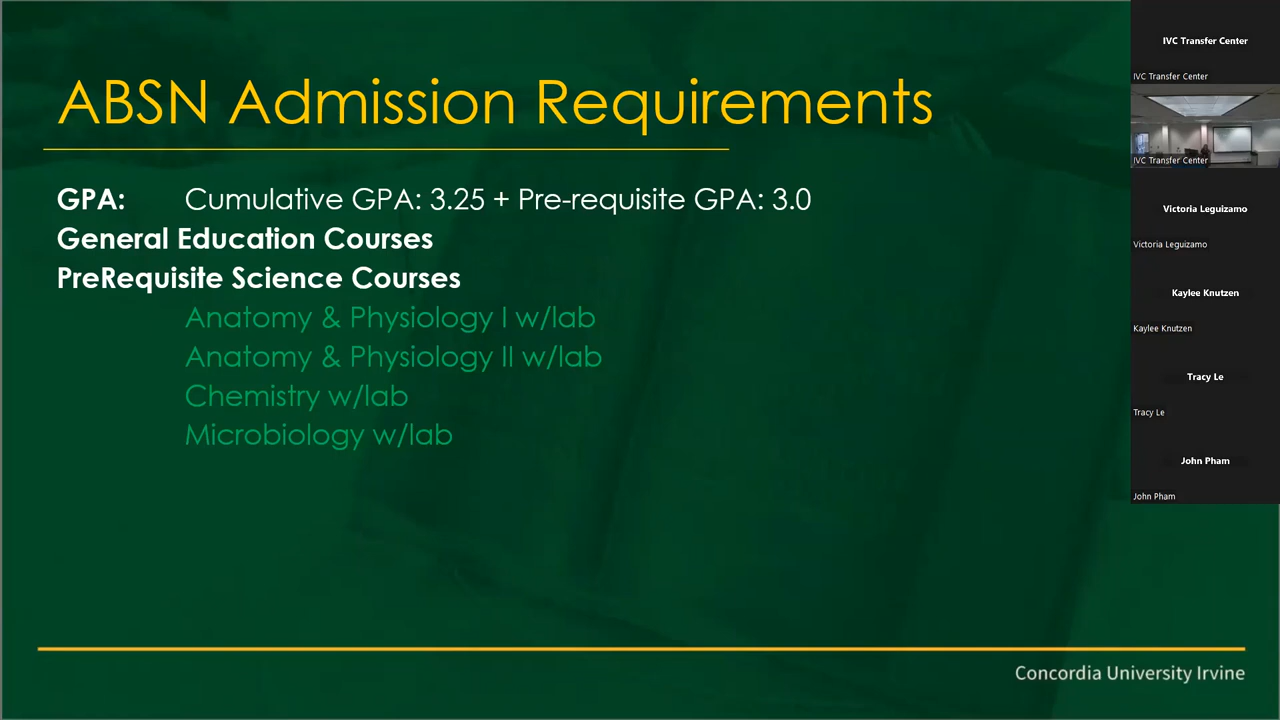 ABSN Admission Requirements
GPA: Cumulative GPA: 3.25 + Pre-requisite GPA: 3.0
General Education Courses
PreRequisite Science Courses
Anatomy & Physiology I w/lab
Anatomy & Physiology II w/lab
Chemistry w/lab
Microbiology w/lab
Concordia University Irvine
IVC Transfer Center
IVC Transfer Center
IVC Transfer Center
Victoria Leguizamo
Victoria Leguizamo
Kaylee Knutzen
Kaylee Knutzen
Tracy Le
Tracy Le
John Pham
John Pham